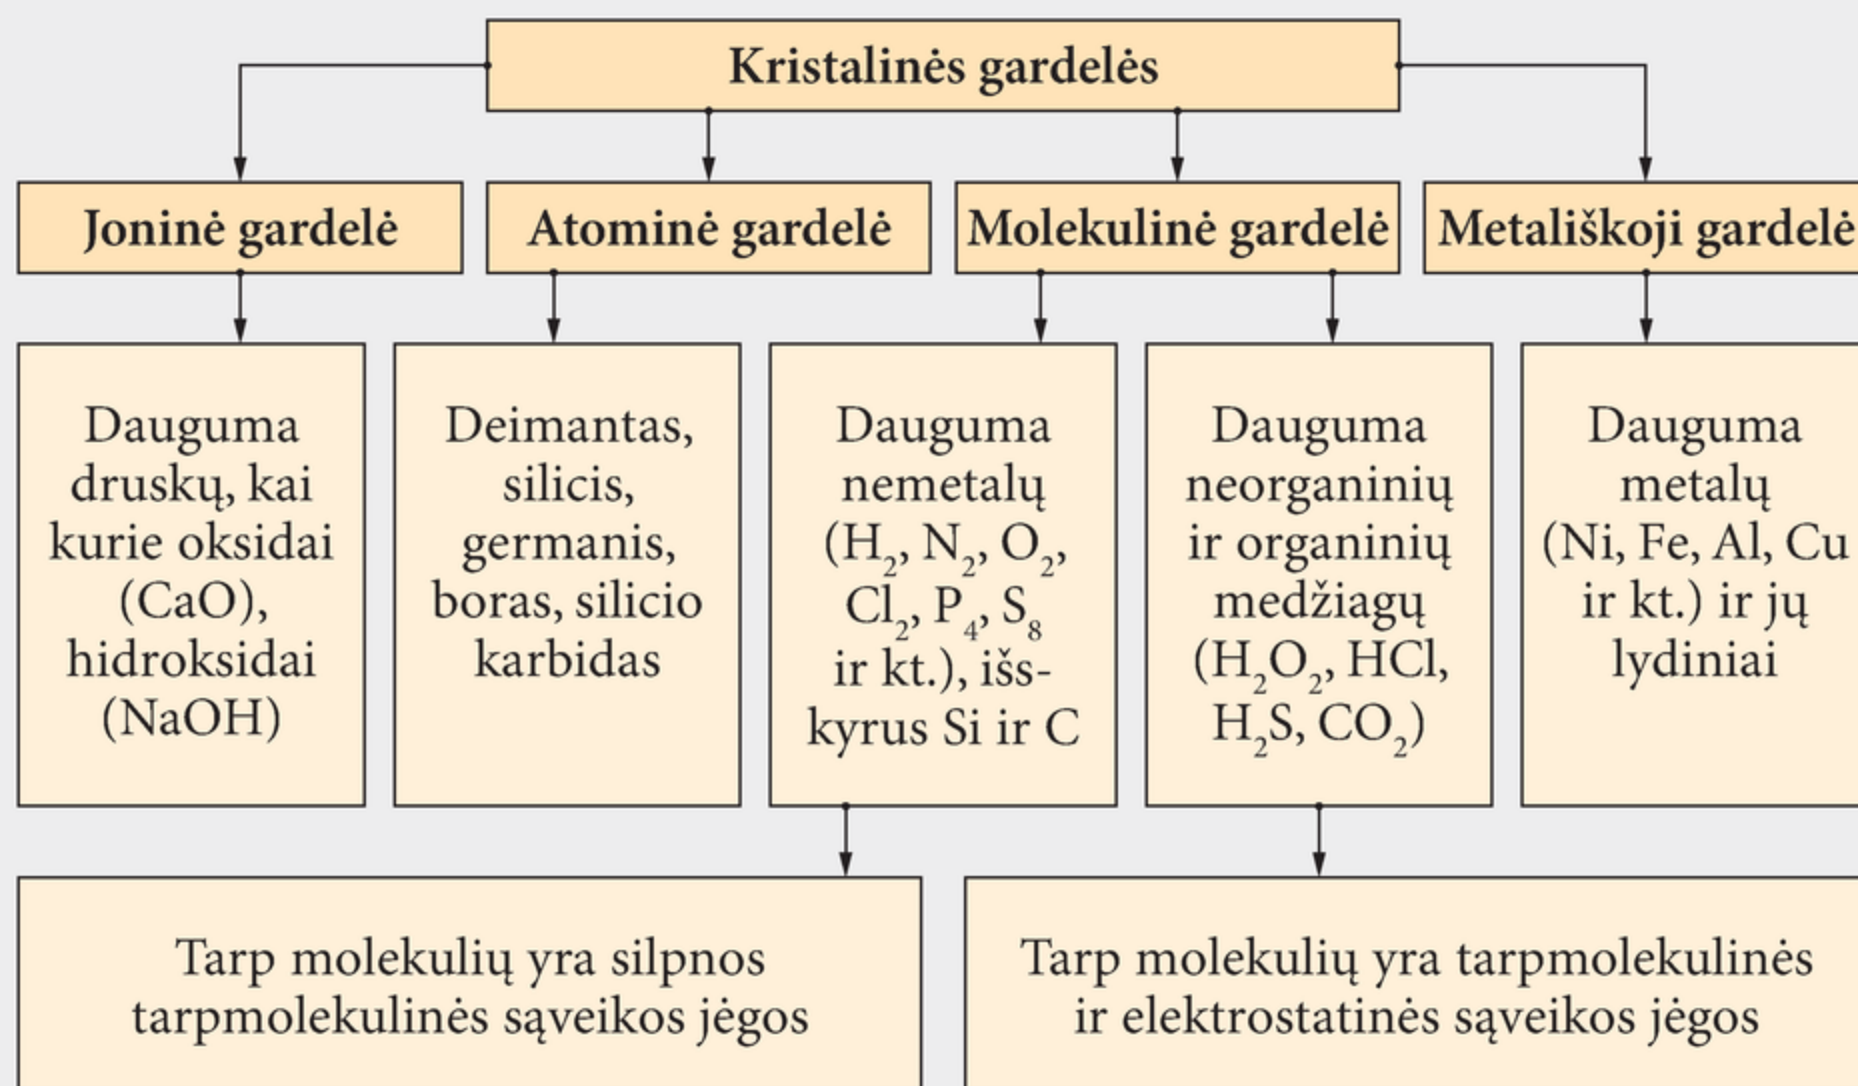 Kristalinės gardelės
Joninė gardelė
Atominė gardelė
Molekulinė gardelė
Metališkoji gardelė
Dauguma
druskų, kai
kurie oksidai
(CaO),
hidroksidai
(NaOH)
Deimantas,
silicis,
germanis,
boras, silicio
karbidas
Dauguma
nemetalų
(H₂, N₂, O₂,
Cl₂, P₄, S₈
ir kt.), išs-
kyrus Si ir C
Dauguma
neorganinių
ir organinių
medžiagų
(H₂O₂, HCl,
H₂S, CO₂)
Dauguma
metalų
(Ni, Fe, Al, Cu
ir kt.) ir jų
lydiniai
Tarp molekulių yra silpnos
tarpmolekulinės sąveikos jėgos
Tarp molekulių yra tarpmolekulinės
ir elektrostatinės sąveikos jėgos